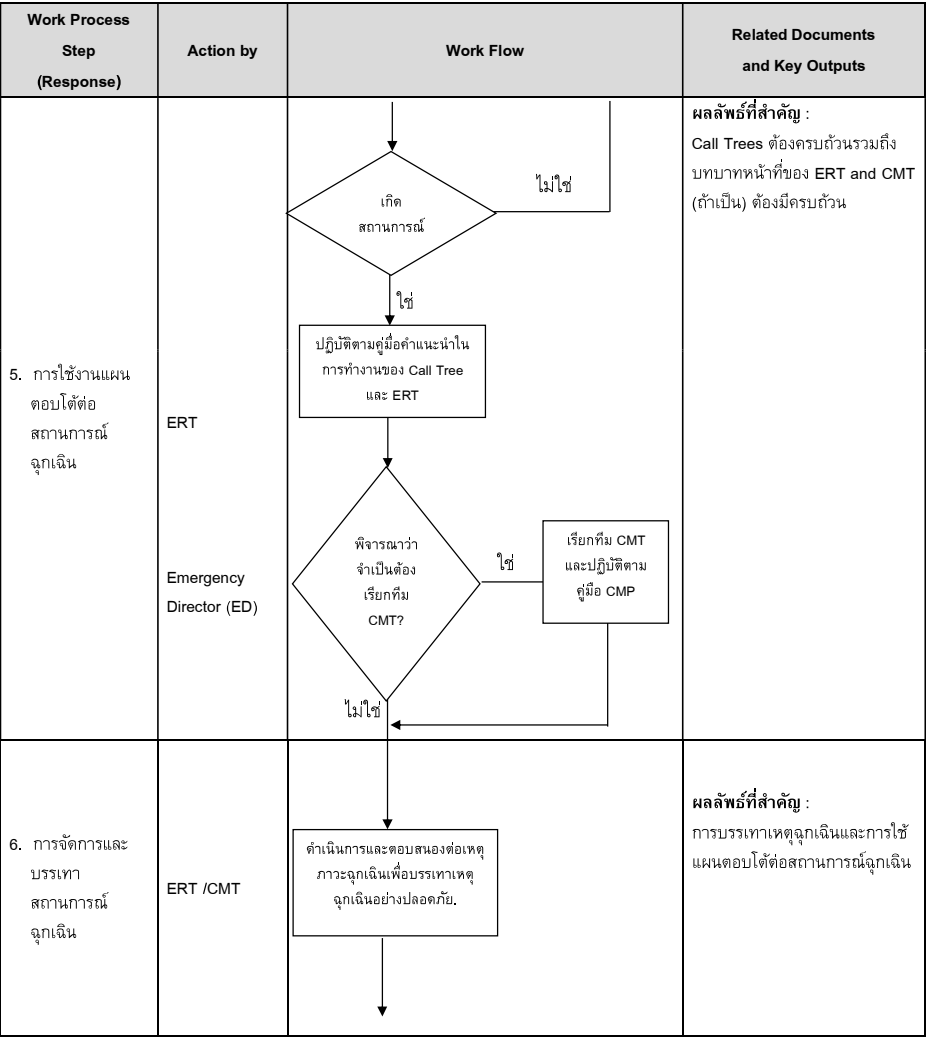 Work Process
Step
(Response)
Action by
Work Flow
Related Documents
and Key Outputs
5. การใช้งานแผน
ตอบโต้ต่อ
สถานการณ์
ฉุกเฉิน
ERT
Emergency
Director (ED)
เกิด
สถานการณ์
ไม่ใช่
ใช่
ปฏิบัติตามคู่มือคำแนะนำใน
การทำงานของ Call Tree
และ ERT
พิจารณาว่า
จำเป็นต้อง
เรียกทีม
CMT?
ใช่
เรียกทีม CMT
และปฏิบัติตาม
คู่มือ CMP
ไม่ใช่
ผลลัพธ์ที่สำคัญ :
Call Trees ต้องครบถ้วนรวมถึง
บทบาทหน้าที่ของ ERT and CMT
(ถ้าเป็น) ต้องมีครบถ้วน
6. การจัดการและ
บรรเทา
สถานการณ์
ฉุกเฉิน
ERT /CMT
ดำเนินการและตอบสนองต่อเหตุ
ภาวะฉุกเฉินเพื่อบรรเทาเหตุ
ฉุกเฉินอย่างปลอดภัย.
ผลลัพธ์ที่สำคัญ :
การบรรเทาเหตุฉุกเฉินและการใช้
แผนตอบโต้ต่อสถานการณ์ฉุกเฉิน